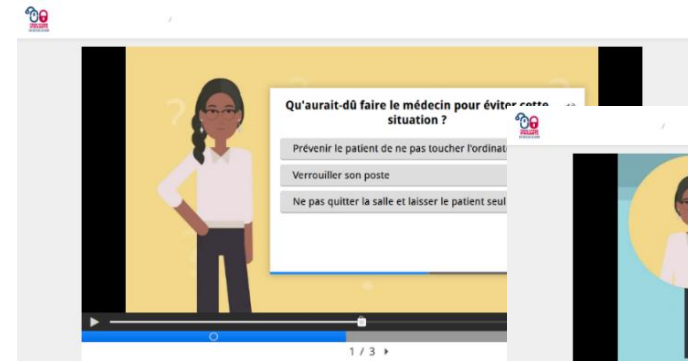 Qu'aurait-dû faire le médecin pour éviter cette
situation ?
Prévenir le patient de ne pas toucher l'ordinat
Verrouiller son poste
Ne pas quitter la salle et laisser le patient seul
1 / 3